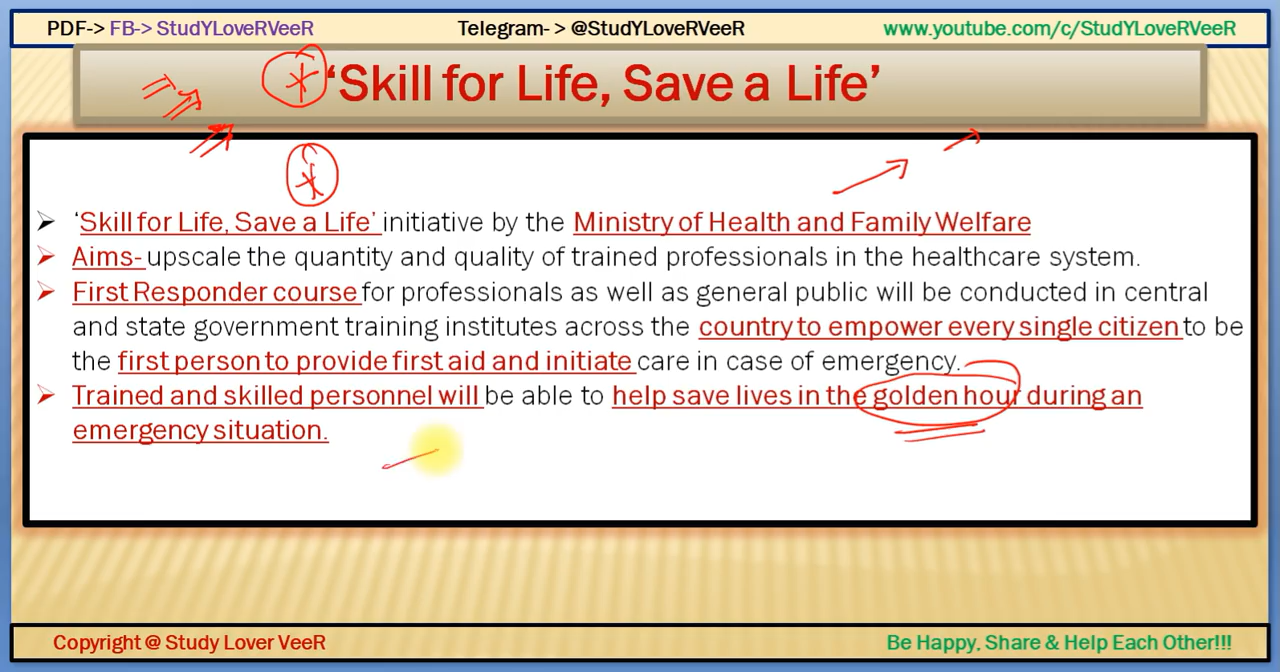 PDF-> FB-> StudYLoveRVeeR Telegram- > @StudYLoveRVeeR www.youtube.com/c/StudYLoveRVeeR
‘Skill for Life, Save a Life’
➢ ‘Skill for Life, Save a Life’ initiative by the Ministry of Health and Family Welfare
➢ Aims- upscale the quantity and quality of trained professionals in the healthcare system.
➢ First Responder course for professionals as well as general public will be conducted in central
and state government training institutes across the country to empower every single citizen to be
the first person to provide first aid and initiate care in case of emergency.
➢ Trained and skilled personnel will be able to help save lives in the golden hour during an
emergency situation.
Copyright @ Study Lover VeeR Be Happy, Share & Help Each Other!!!